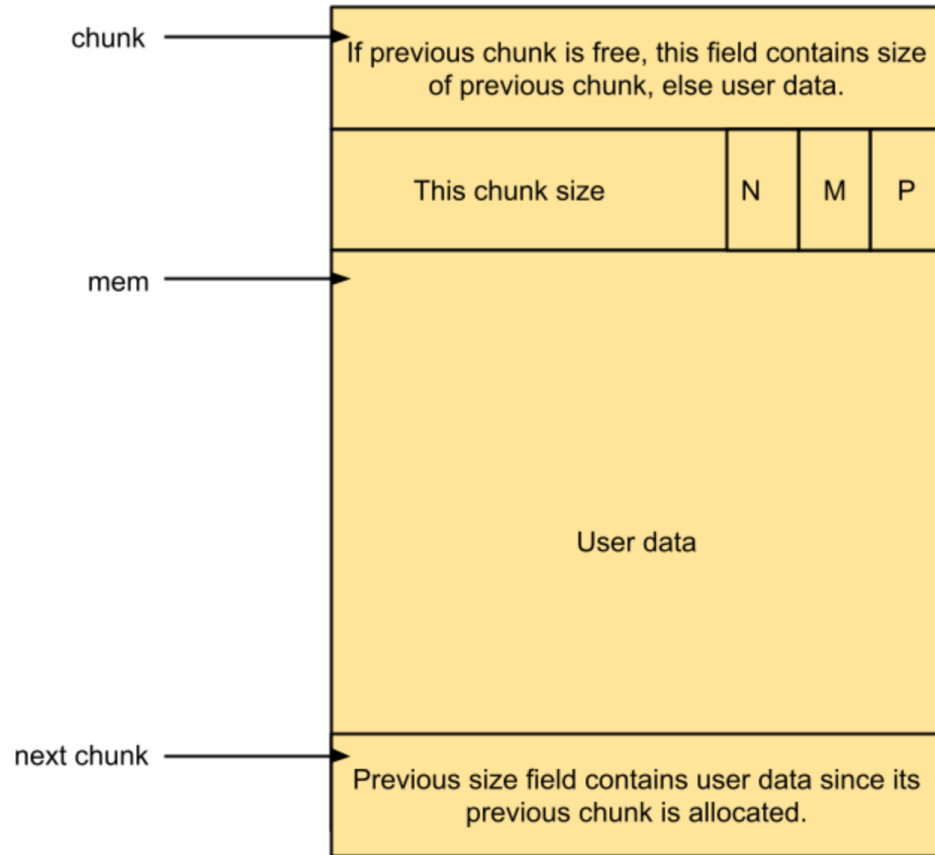 chunk
If previous chunk is free, this field contains size
of previous chunk, else user data.
This chunk size
N
M
P
mem
User data
next chunk
Previous size field contains user data since its
previous chunk is allocated.